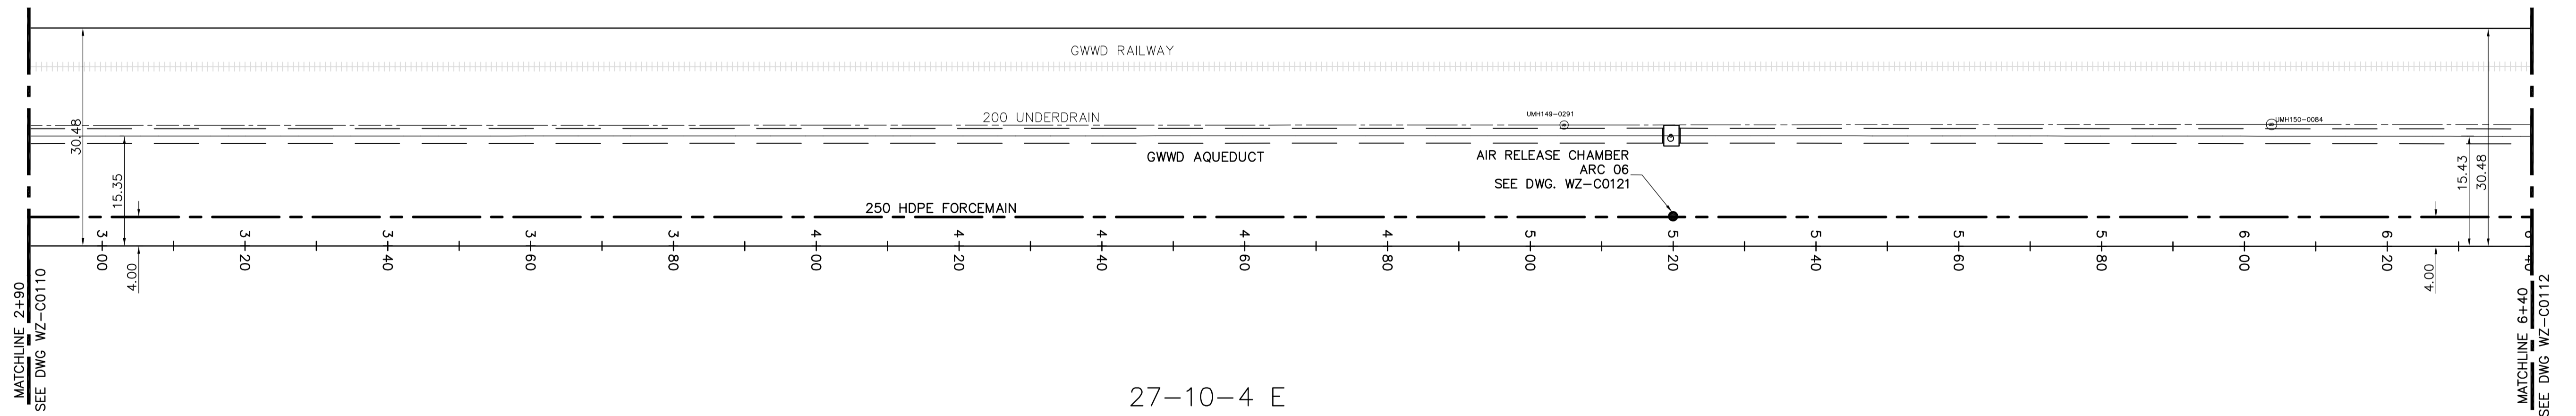 GWWD RAILWAY
200 UNDERDRAIN
UMH149-0291
UMH150-0084
GWWD AQUEDUCT
AIR RELEASE CHAMBER
ARC 06
SEE DWG. WZ-C0121
250 HDPE FORCEMAIN
30.48
15.35
4.00
15.43
30.48
4.00
3 00
3 20
3 40
3 60
3 80
4 00
4 20
4 40
4 60
4 80
5 00
5 20
5 40
5 60
5 80
6 00
6 20
MATCHLINE 2+90
SEE DWG WZ-C0110
MATCHLINE 6+40
SEE DWG WZ-C0112
27-10-4 E